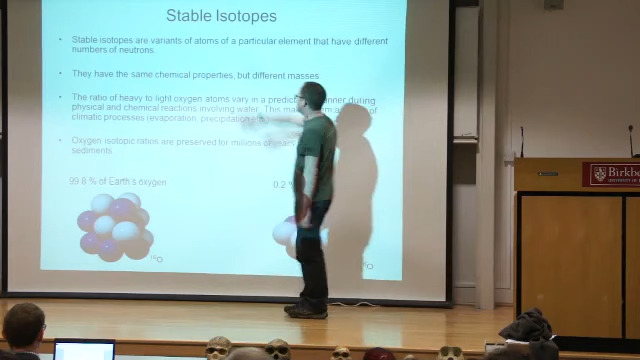 Stable Isotopes
• Stable isotopes are variants of atoms of a particular element that have different
numbers of neutrons.
• They have the same chemical properties, but different masses
• The ratio of heavy to light oxygen atoms vary in a
during
physical and chemical reactions involving water. This
of
climatic processes (evaporation, precipitation
• Oxygen isotopic ratios are preserved for millions of years
sediments
99.8 % of Earth's oxygen
0.2
Birkbe